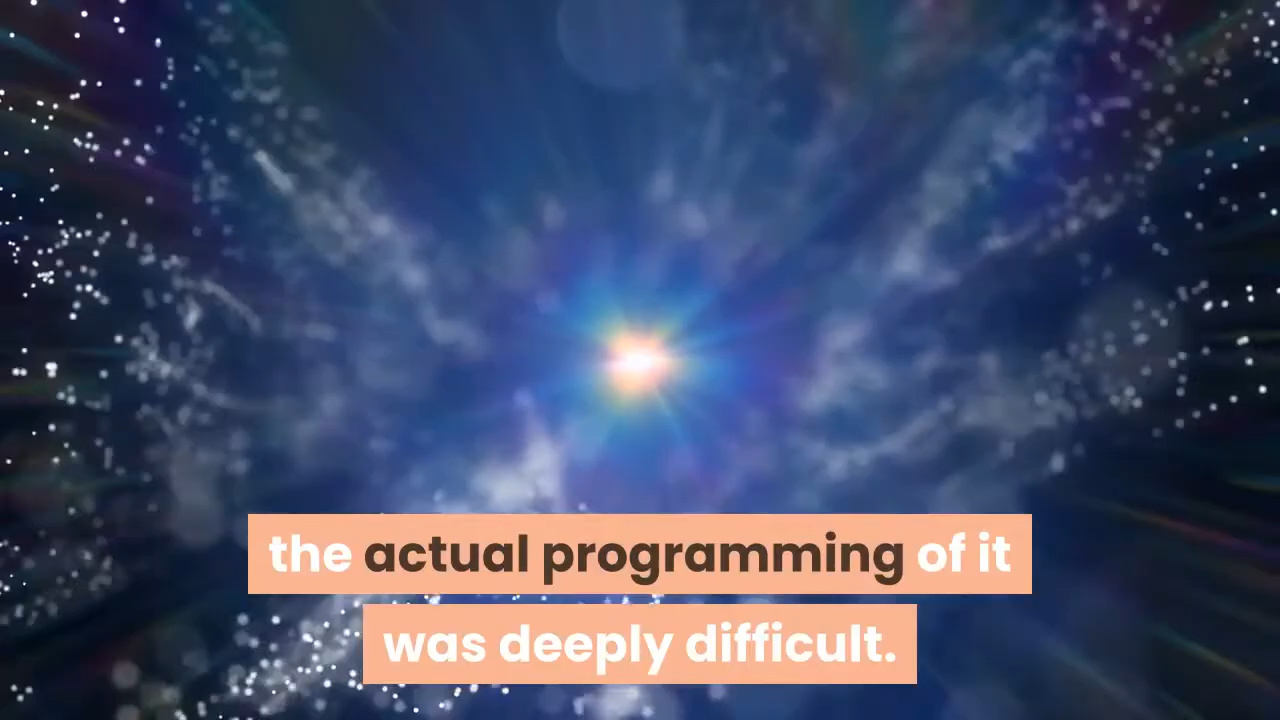 the actual programming of it
was deeply difficult.